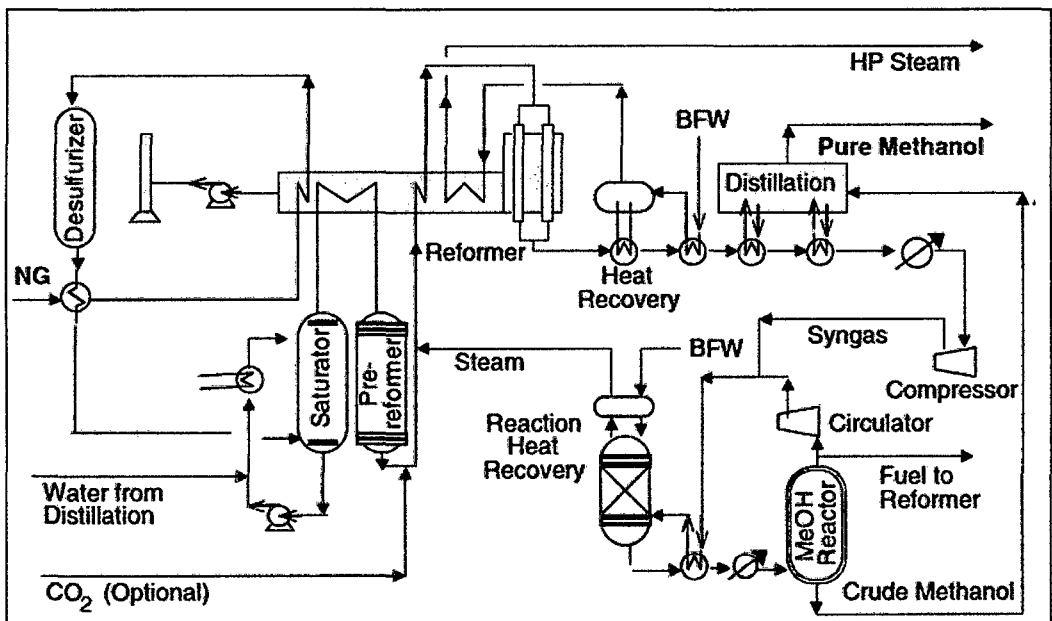 HP Steam
BFW
Pure Methanol
Desulfurizer
Distillation
Reformer
NG
Heat
Recovery
Saturator
Pre-
reformer
Steam
BFW
Syngas
Compressor
Reaction
Heat
Recovery
Circulator
Fuel to
Reformer
Water from
Distillation
MeOH
Reactor
CO2 (Optional)
Crude Methanol